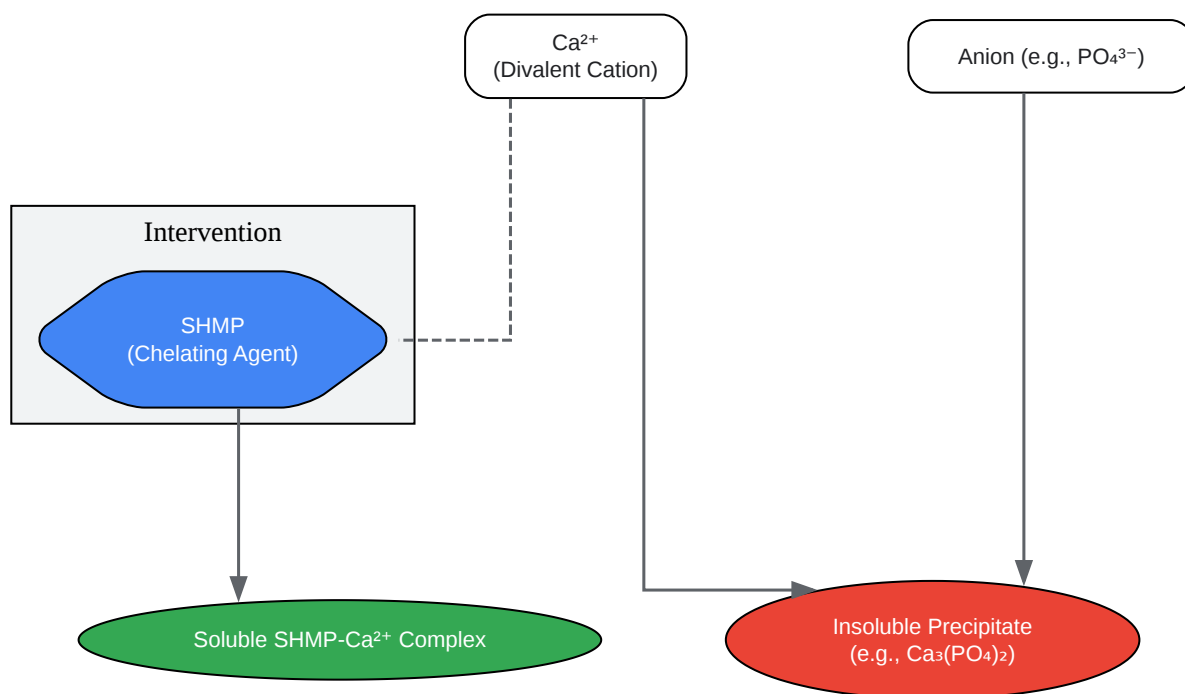 Ca²⁺
(Divalent Cation)
Anion (e.g., PO₄³⁻)
Intervention
SHMP
(Chelating Agent)
Soluble SHMP-Ca²⁺ Complex
Insoluble Precipitate
(e.g., Ca₃(PO₄)₂)